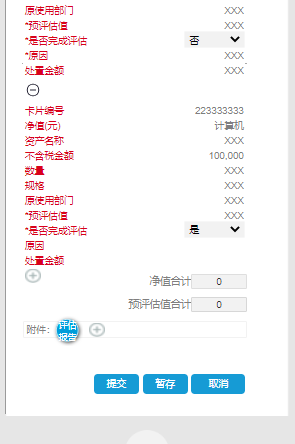 原使用部门 XXX
*预评估值 XXX
*是否完成评估 否
*原因 XXX
处置金额 XXX
卡片编号 223333333
净值(元) 计算机
资产名称 XXX
不含税金额 100,000
数量 XXX
规格 XXX
原使用部门 XXX
*预评估值 XXX
*是否完成评估 是
原因
处置金额
净值合计 0
预评估值合计 0
附件: 评估
报告
提交 暂存 取消